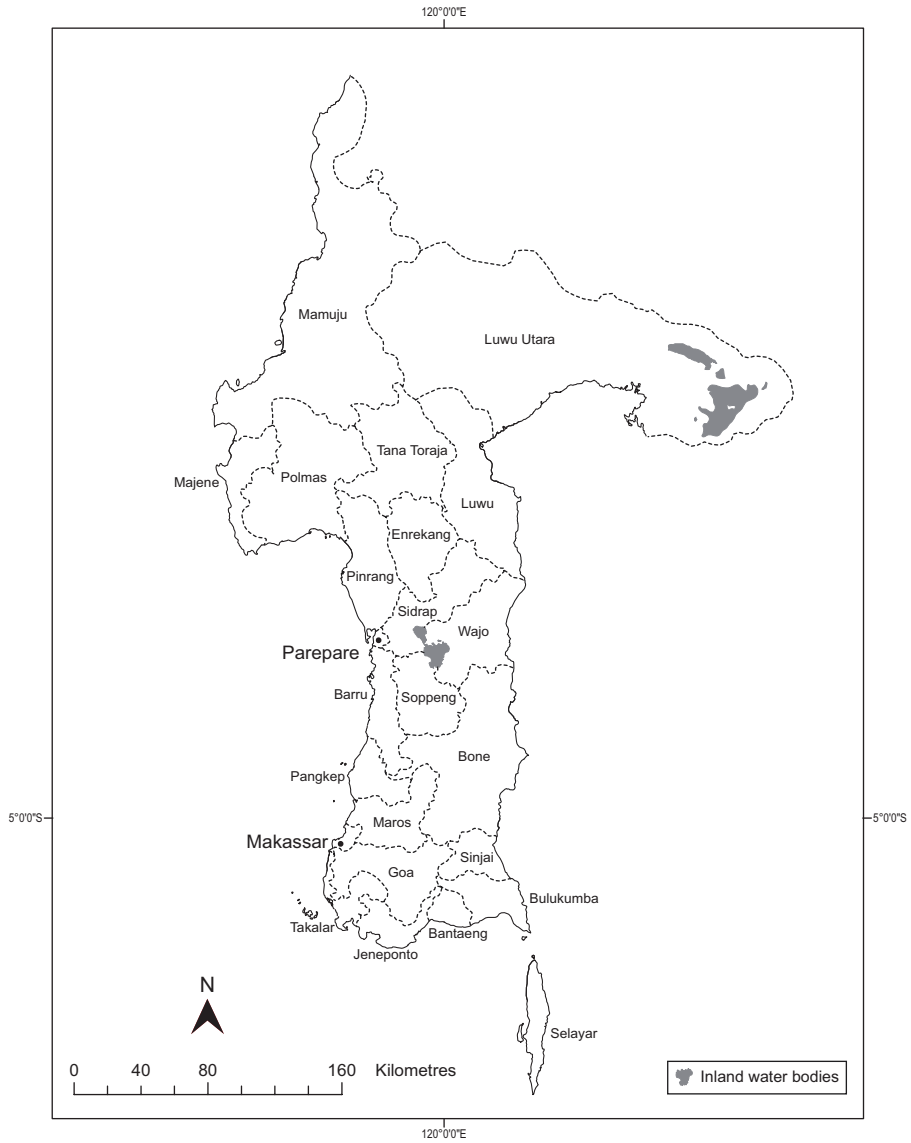 120°0'0"E
Mamuju
Luwu Utara
Tana Toraja
Majene
Polmas
Luwu
Enrekang
Pinrang
Sidrap
Wajo
Parepare
Barru
Soppeng
Bone
Pangkep
5°0'0"S
5°0'0"S
Maros
Makassar
Sinjai
Goa
Bulukumba
Takalar
Bantaeng
Jeneponto
N
Selayar
0 40 80 160 Kilometres
Inland water bodies
120°0'0"E